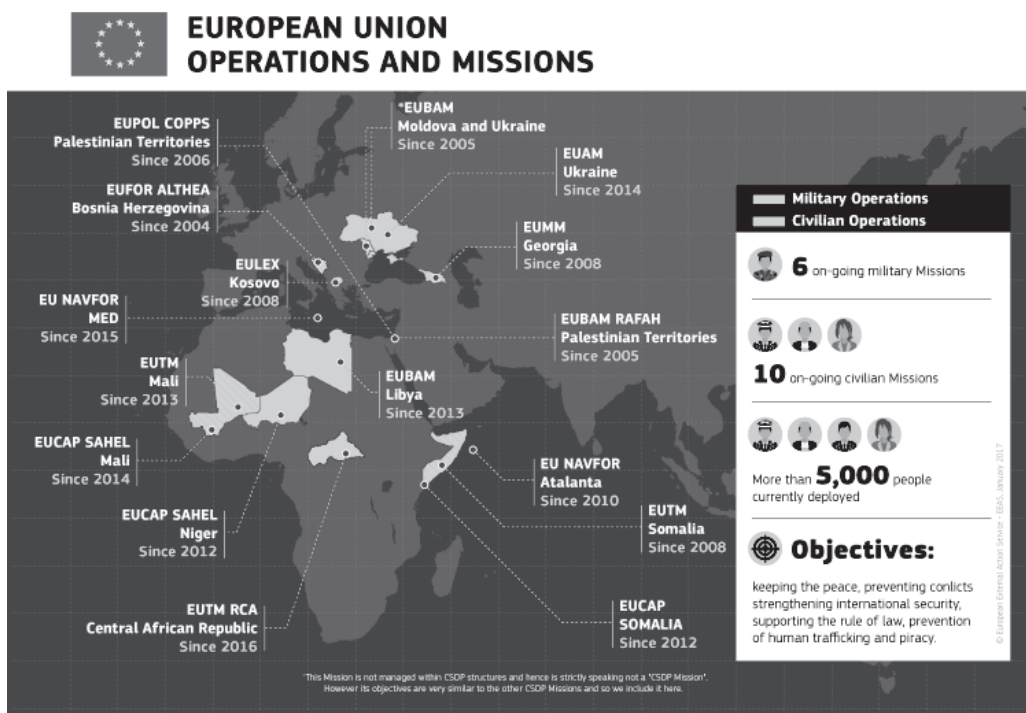 EUROPEAN UNION
OPERATIONS AND MISSIONS
EUPOL COPPS
Palestinian Territories
Since 2006
EUFOR ALTHEA
Bosnia Herzegovina
Since 2004
EULEX
Kosovo
Since 2008
EU NAVFOR
MED
Since 2015
EUTM
Mali
Since 2013
EUCAP SAHEL
Mali
Since 2014
EUCAP SAHEL
Niger
Since 2012
EUTM RCA
Central African Republic
Since 2016
*EUBAM
Moldova and Ukraine
Since 2005
EUAM
Ukraine
Since 2014
EUMM
Georgia
Since 2008
EUBAM RAFAH
Palestinian Territories
Since 2005
EUBAM
Libya
Since 2013
EU NAVFOR
Atalanta
Since 2010
EUTM
Somalia
Since 2008
EUCAP
SOMALIA
Since 2012
Military Operations
Civilian Operations
6 on-going military Missions
10 on-going civilian Missions
More than 5,000 people
currently deployed
Objectives:
keeping the peace, preventing conlicts
strengthening international security,
supporting the rule of law, prevention
of human trafficking and piracy.
© European External Action Service - EEAS, January 2017
*This Mission is not managed within CSDP structures and hence is strictly speaking not a "CSDP Mission".
However its objectives are very similar to the other CSDP Missions and so we include it here.